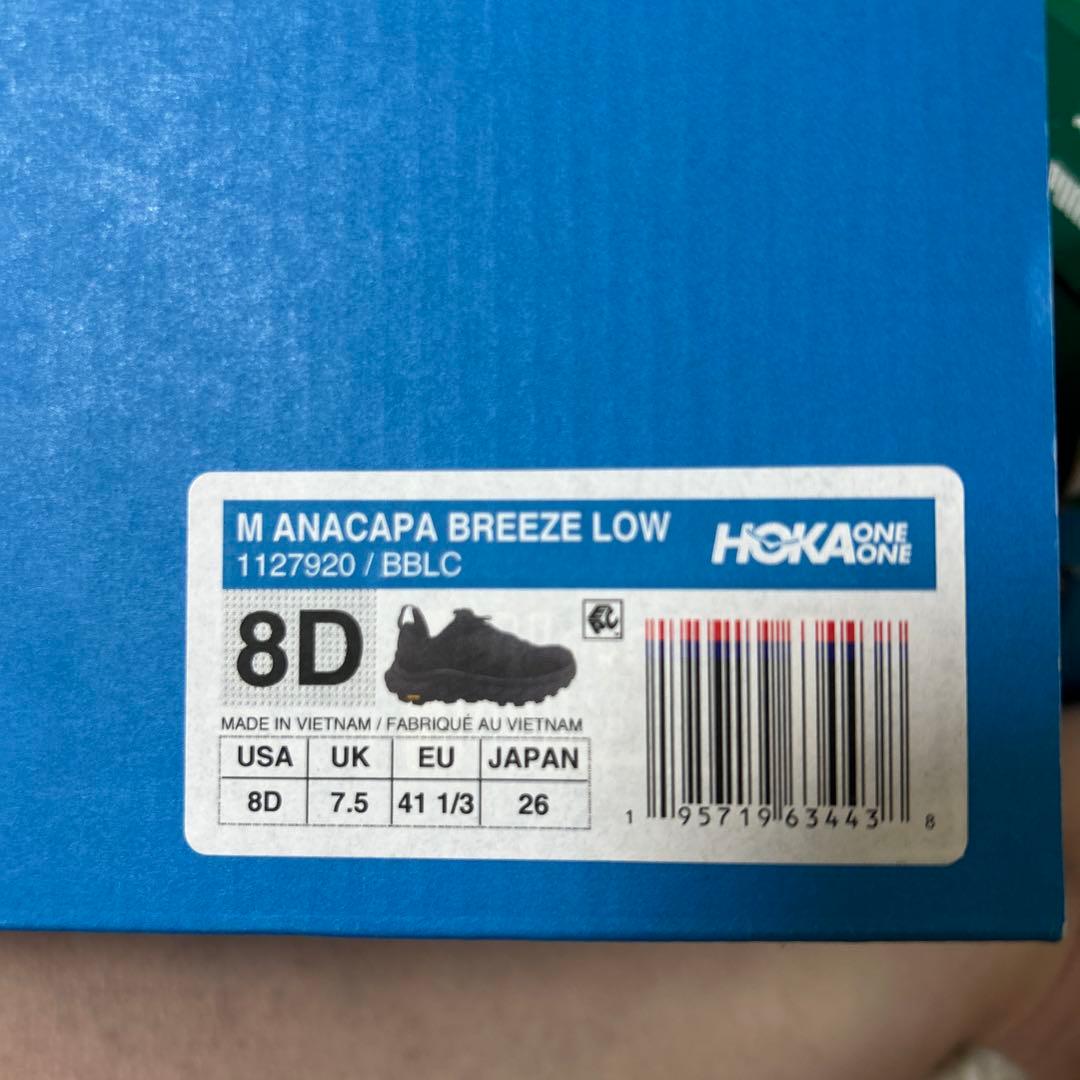 M ANACAPA BREEZE LOW
1127920 / BBLC
HOKA ONE ONE
8D
MADE IN VIETNAM / FABRIQUÉ AU VIETNAM
USA UK EU JAPAN
8D 7.5 41 1/3 26
1 95719 63443 8